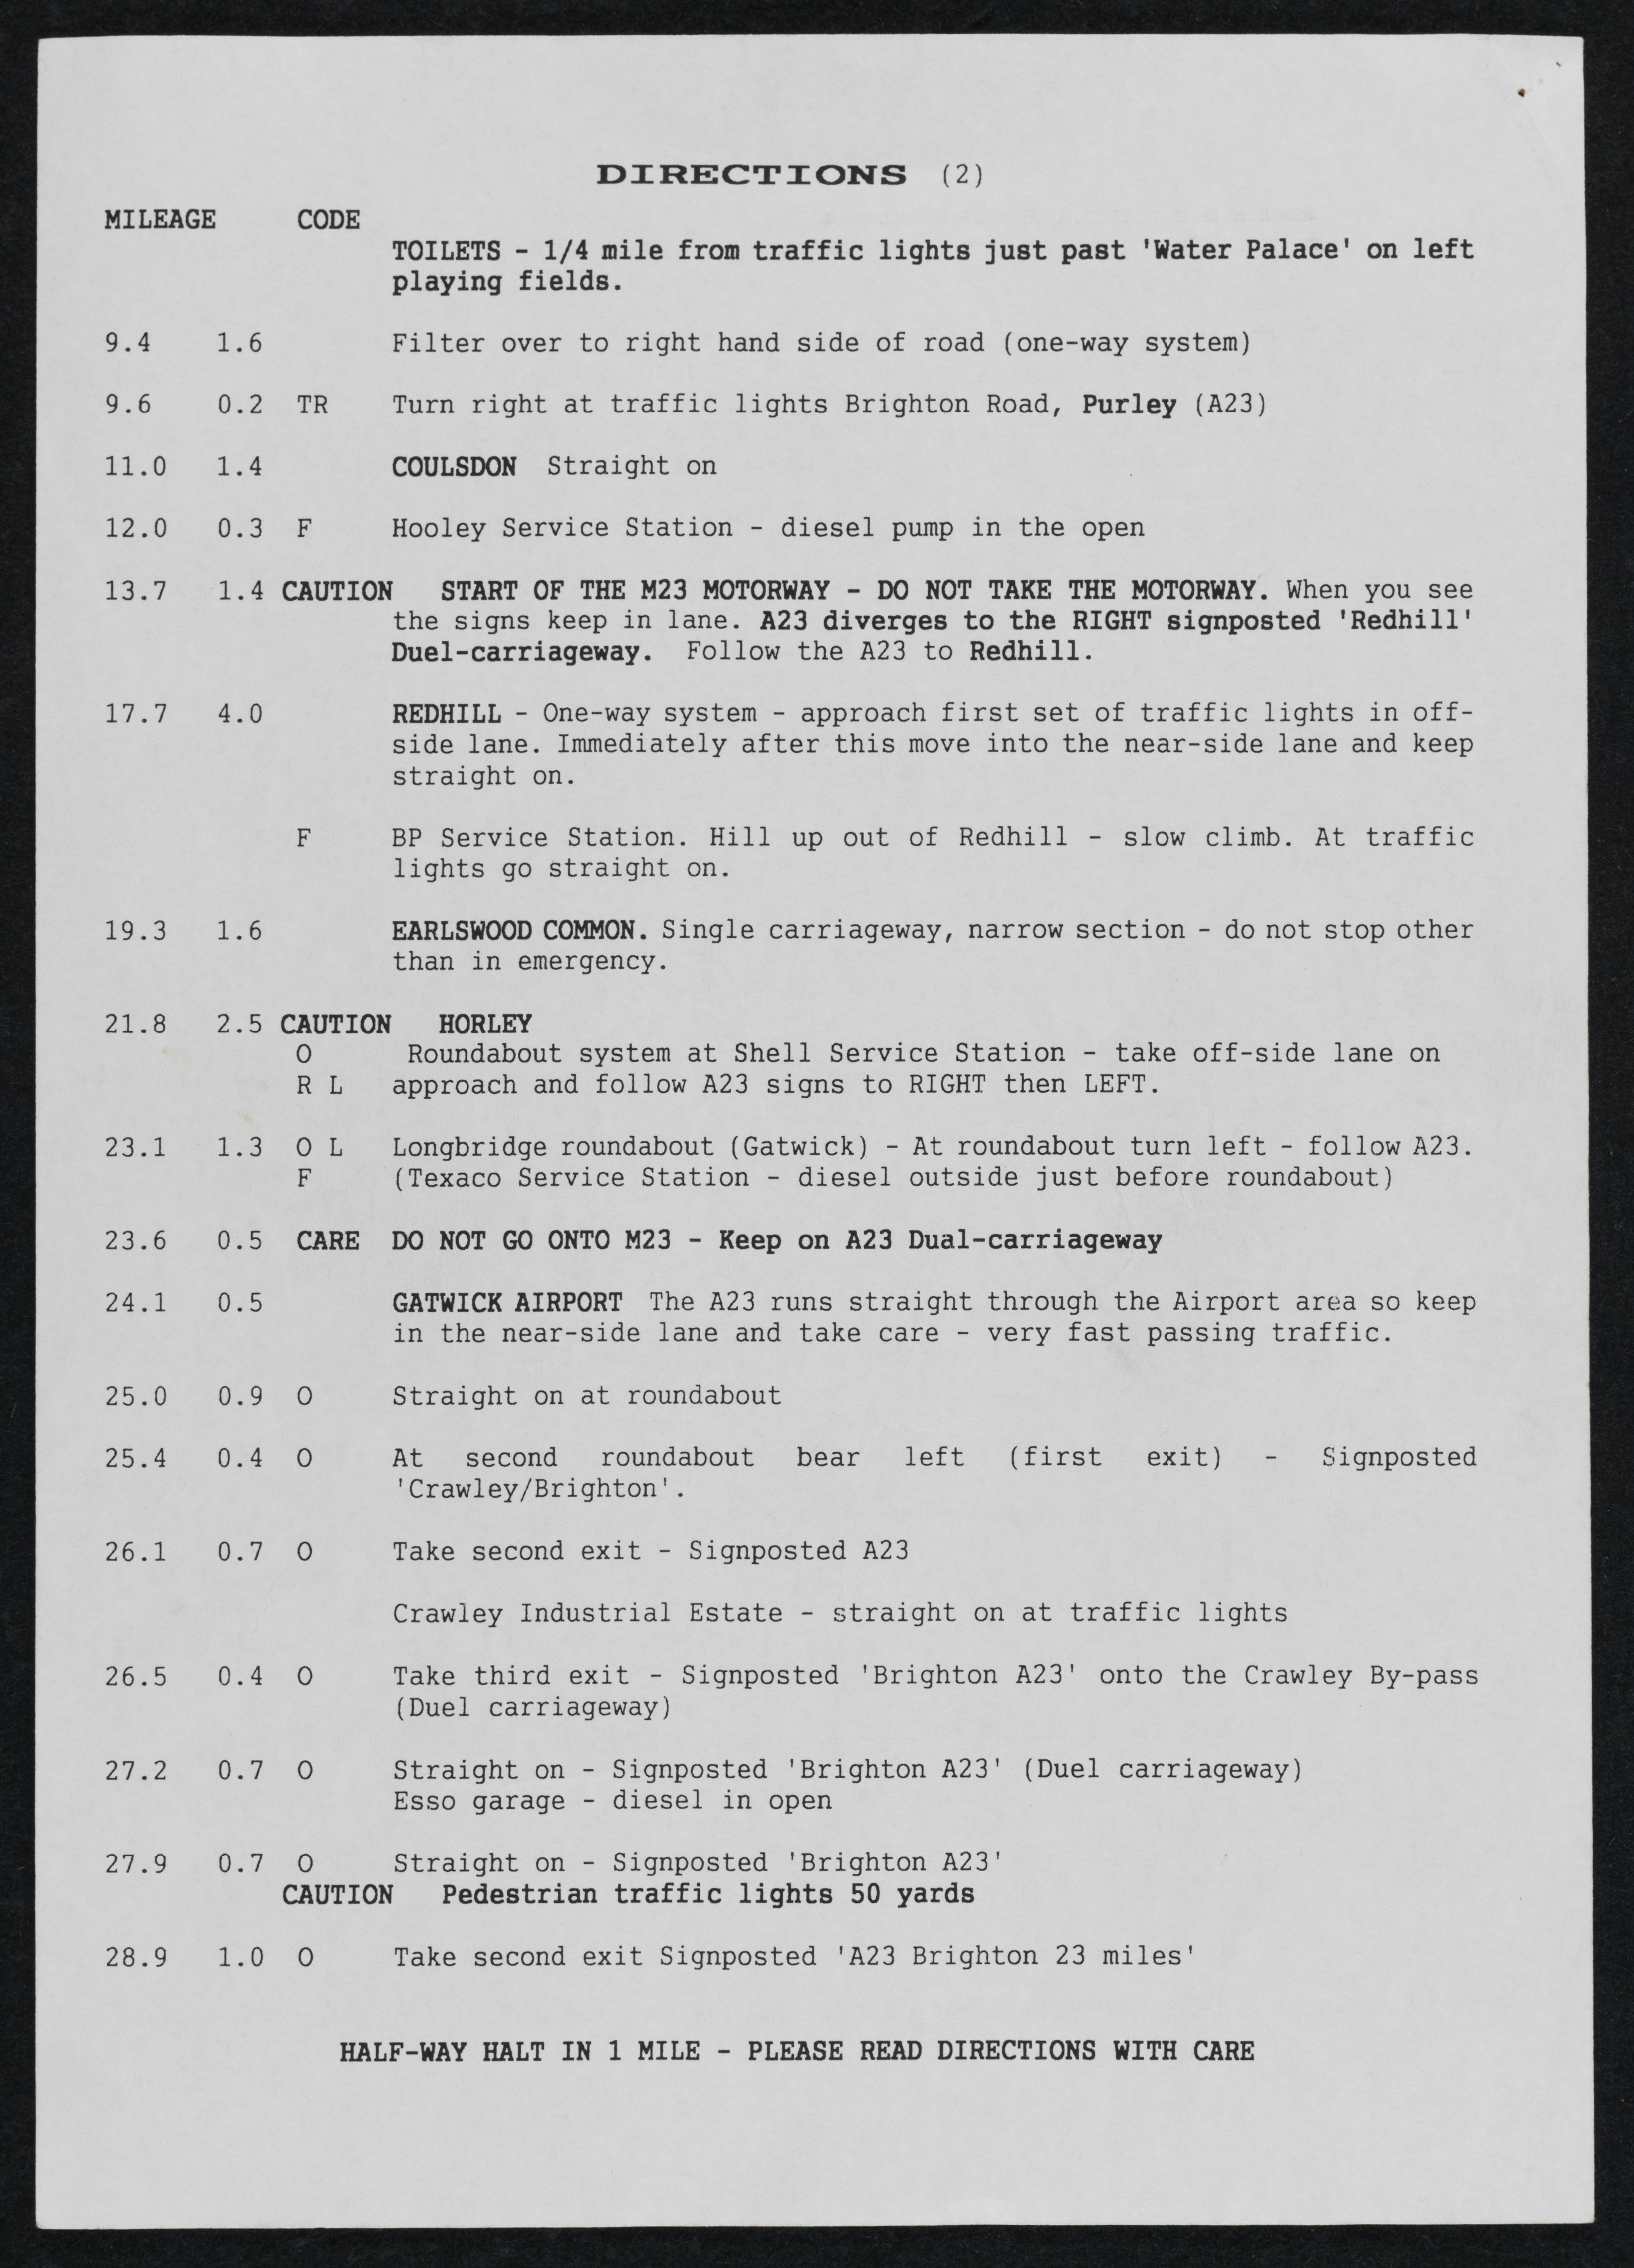 DIRECTIONS (2)
MILEAGE CODE
TOILETS - 1/4 mile from traffic lights just past 'Water Palace' on left
playing fields.
9.4 1.6 Filter over to right hand side of road (one-way system)
9.6 0.2 TR Turn right at traffic lights Brighton Road, Purley (A23)
11.0 1.4 COULSDON Straight on
12.0 0.3 F Hooley Service Station - diesel pump in the open
13.7 1.4 CAUTION START OF THE M23 MOTORWAY - DO NOT TAKE THE MOTORWAY. When you see
the signs keep in lane. A23 diverges to the RIGHT signposted 'Redhill'
Duel-carriageway. Follow the A23 to Redhill.
17.7 4.0 REDHILL - One-way system - approach first set of traffic lights in off-
side lane. Immediately after this move into the near-side lane and keep
straight on.
F BP Service Station. Hill up out of Redhill - slow climb. At traffic
lights go straight on.
19.3 1.6 EARLSWOOD COMMON. Single carriageway, narrow section - do not stop other
than in emergency.
21.8 2.5 CAUTION HORLEY
O Roundabout system at Shell Service Station - take off-side lane on
R L approach and follow A23 signs to RIGHT then LEFT.
23.1 1.3 O L Longbridge roundabout (Gatwick) - At roundabout turn left - follow A23.
F (Texaco Service Station - diesel outside just before roundabout)
23.6 0.5 CARE DO NOT GO ONTO M23 - Keep on A23 Dual-carriageway
24.1 0.5 GATWICK AIRPORT The A23 runs straight through the Airport area so keep
in the near-side lane and take care - very fast passing traffic.
25.0 0.9 O Straight on at roundabout
25.4 0.4 O At second roundabout bear left (first exit) - Signposted
'Crawley/Brighton'.
26.1 0.7 O Take second exit - Signposted A23
Crawley Industrial Estate - straight on at traffic lights
26.5 0.4 O Take third exit - Signposted 'Brighton A23' onto the Crawley By-pass
(Duel carriageway)
27.2 0.7 O Straight on - Signposted 'Brighton A23' (Duel carriageway)
Esso garage - diesel in open
27.9 0.7 O Straight on - Signposted 'Brighton A23'
CAUTION Pedestrian traffic lights 50 yards
28.9 1.0 O Take second exit Signposted 'A23 Brighton 23 miles'
HALF-WAY HALT IN 1 MILE - PLEASE READ DIRECTIONS WITH CARE